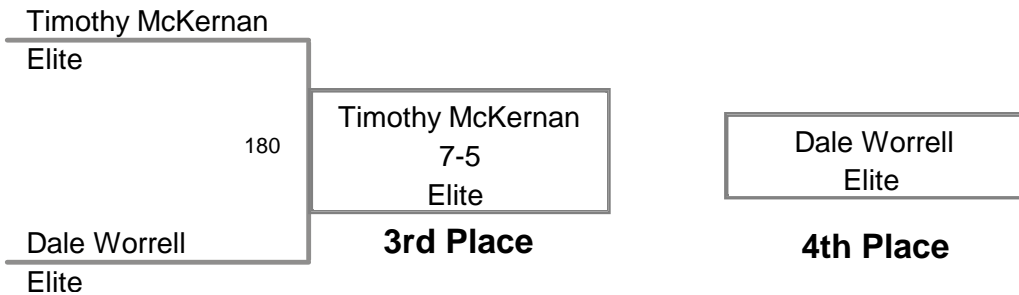 Timothy McKernan
Elite
180
Dale Worrell
Elite
Timothy McKernan
7-5
Elite
3rd Place
Dale Worrell
Elite
4th Place